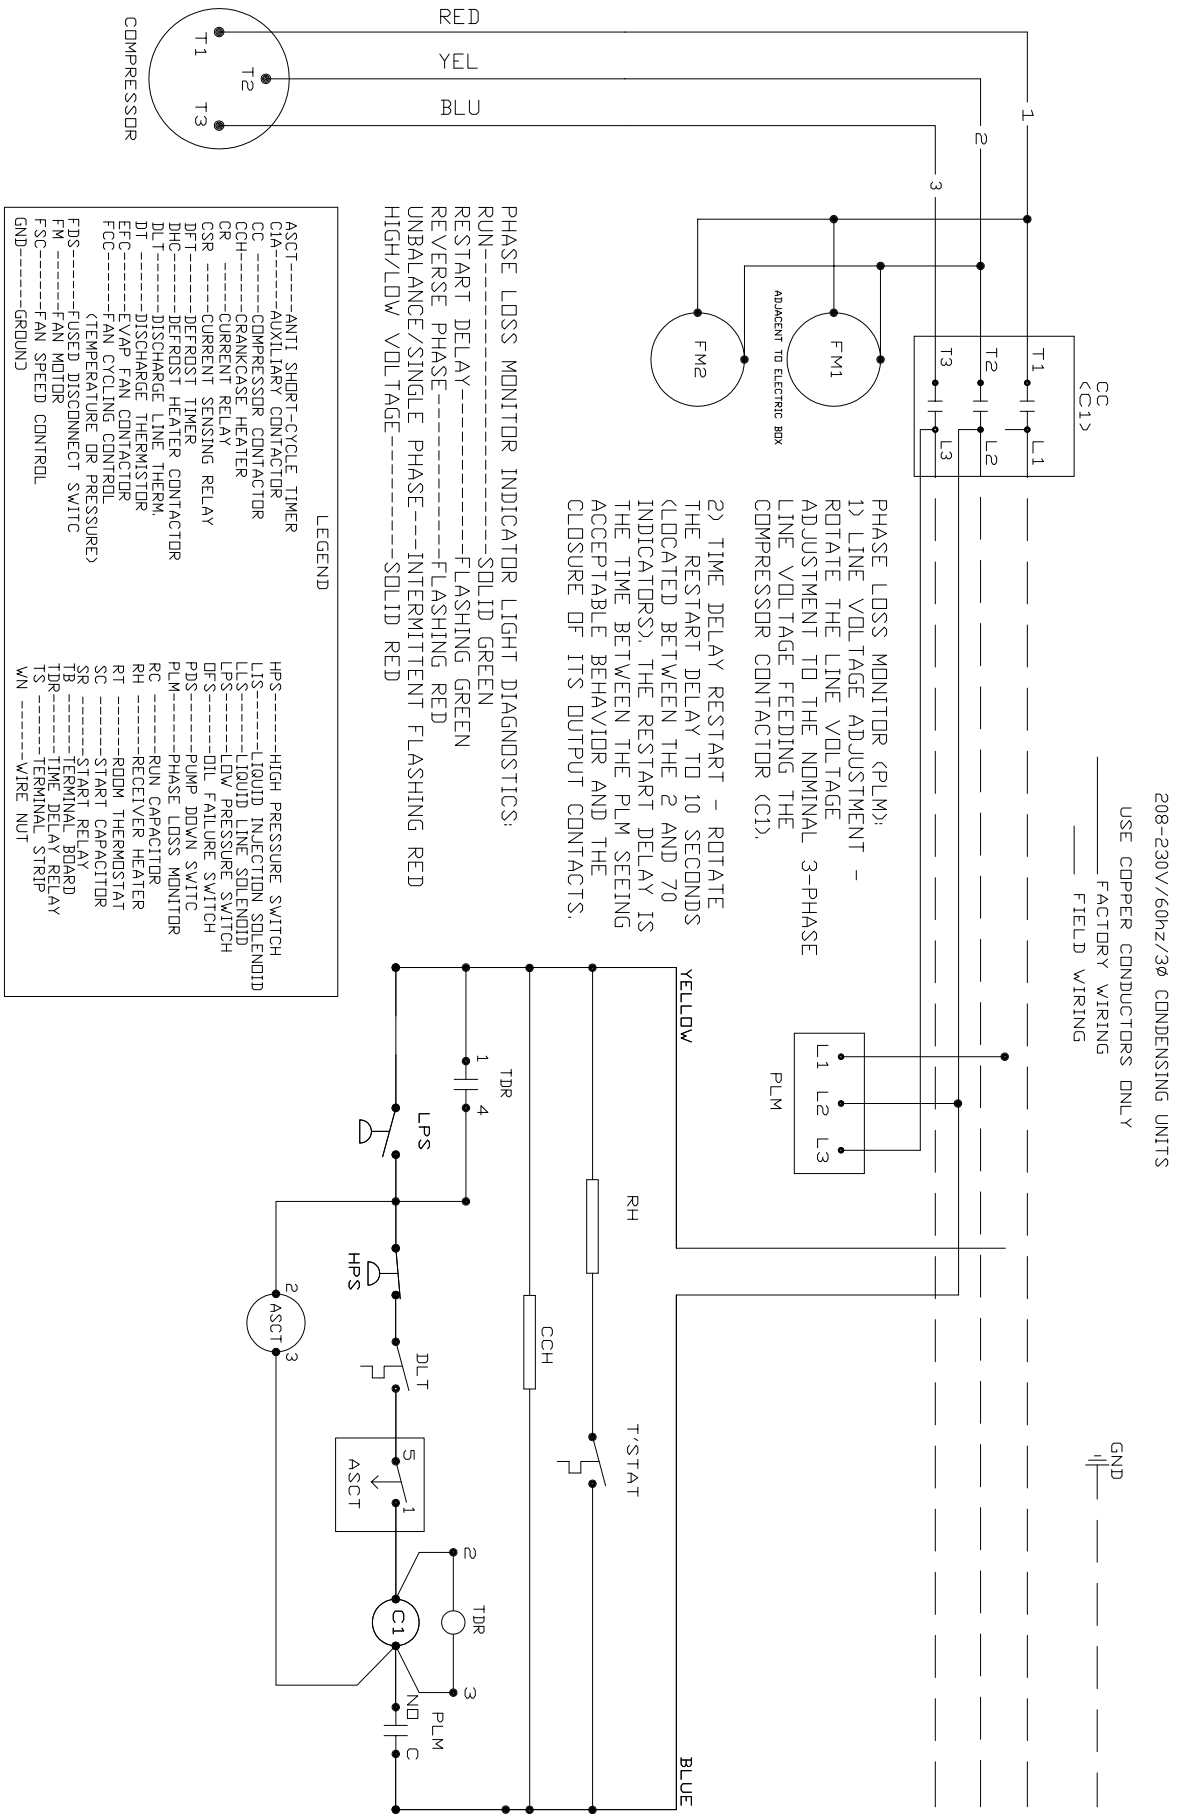 208-230V/60hz/3Ø CONDENSING UNITS
USE COPPER CONDUCTORS ONLY
FACTORY WIRING
FIELD WIRING
GND
CC
(C1)
T1
L1
T2
L2
T3
L3
1
2
3
RED
YEL
BLU
T1
T2
T3
COMPRESSOR
FM1
FM2
ADJACENT TO ELECTRIC BOX
PHASE LOSS MONITOR (PLM):
1) LINE VOLTAGE ADJUSTMENT -
ROTATE THE LINE VOLTAGE
ADJUSTMENT TO THE NOMINAL 3-PHASE
LINE VOLTAGE FEEDING THE
COMPRESSOR CONTACTOR (C1).
2) TIME DELAY RESTART - ROTATE
THE RESTART DELAY TO 10 SECONDS
(LOCATED BETWEEN THE 2 AND 70
INDICATORS). THE RESTART DELAY IS
THE TIME BETWEEN THE PLM SEEING
ACCEPTABLE BEHAVIOR AND THE
CLOSURE OF ITS OUTPUT CONTACTS.
PHASE LOSS MONITOR INDICATOR LIGHT DIAGNOSTICS:
RUN---------------------SOLID GREEN
RESTART DELAY-----------FLASHING GREEN
REVERSE PHASE-----------FLASHING RED
UNBALANCE/SINGLE PHASE---INTERMITTENT FLASHING RED
HIGH/LOW VOLTAGE--------SOLID RED
L1
L2
L3
PLM
YELLOW
BLUE
RH
T'STAT
CCH
1
TDR
4
LPS
HPS
DLT
5
1
ASCT
2
ASCT
3
2
TDR
3
C1
NO
PLM
C
LEGEND
ASCT----ANTI SHORT-CYCLE TIMER
C1A-----AUXILIARY CONTACTOR
CC -----COMPRESSOR CONTACTOR
CCH-----CRANKCASE HEATER
CR -----CURRENT RELAY
CSR -----CURRENT SENSING RELAY
DFT-----DEFROST TIMER
DHC-----DEFROST HEATER CONTACTOR
DLT------DISCHARGE LINE THERM.
DT ------DISCHARGE THERMISTOR
EFC-----EVAP FAN CONTACTOR
FCC-----FAN CYCLING CONTROL
(TEMPERATURE OR PRESSURE)
FDS-----FUSED DISCONNECT SWITC
FM -----FAN MOTOR
FSC-----FAN SPEED CONTROL
GND-----GROUND
HPS-----HIGH PRESSURE SWITCH
LIS------LIQUID INJECTION SOLENOID
LLS------LIQUID LINE SOLENOID
LPS-----LOW PRESSURE SWITCH
OFS-----OIL FAILURE SWITCH
PDS-----PUMP DOWN SWITC
PLM-----PHASE LOSS MONITOR
RC -----RUN CAPACITOR
RH ------RECEIVER HEATER
RT ------ROOM THERMOSTAT
SC ------START CAPACITOR
SR ------START RELAY
TB ------TERMINAL BOARD
TDR-----TIME DELAY RELAY
TS ------TERMINAL STRIP
WN ------WIRE NUT